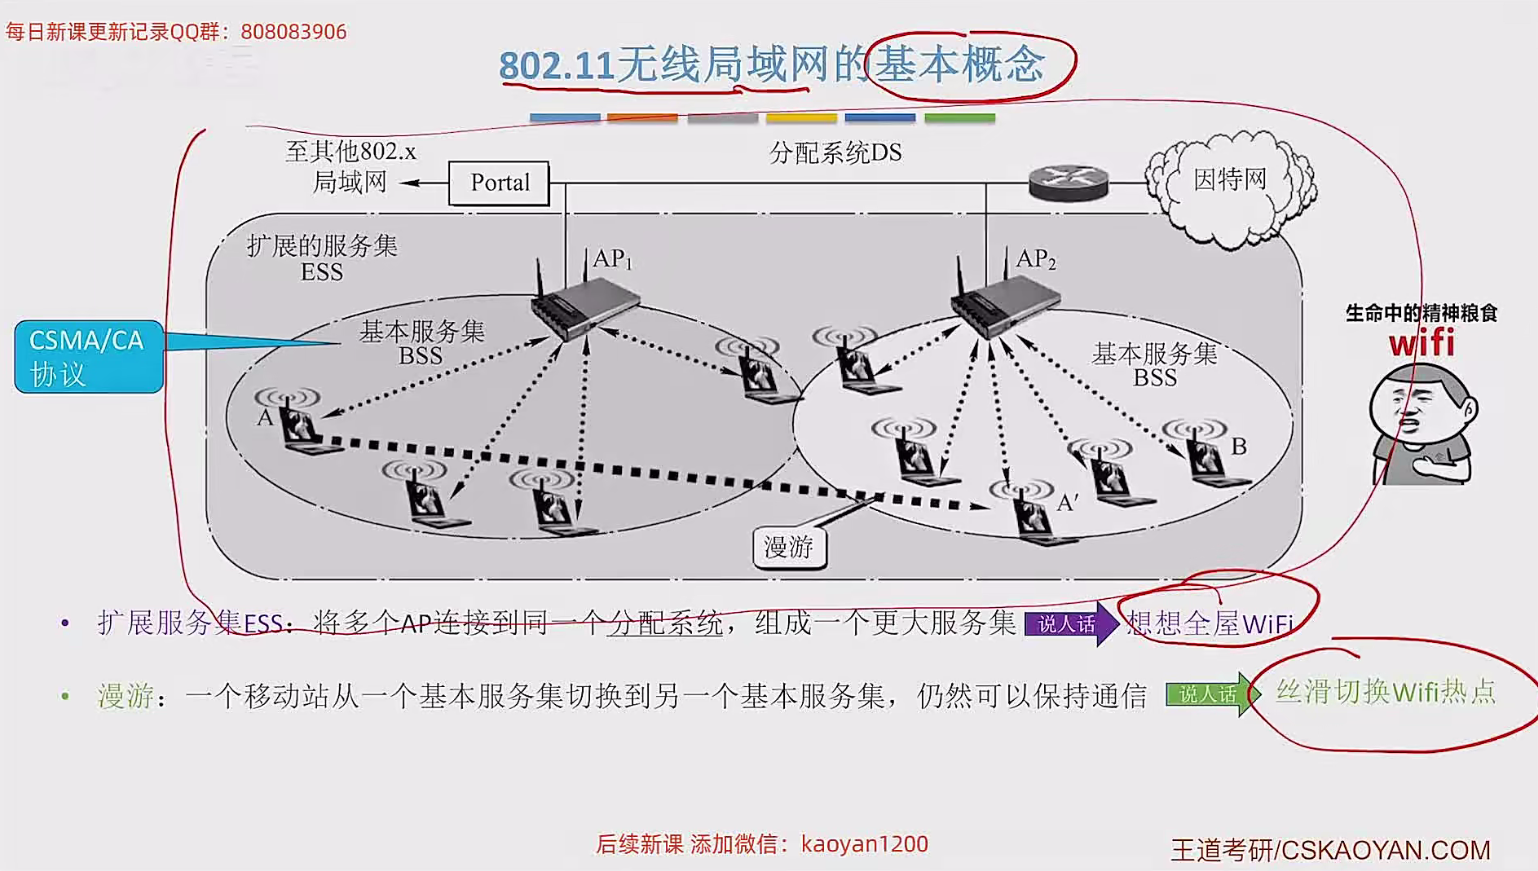 每日新课更新记录QQ群：808083906
802.11无线局域网的基本概念
至其他802.x
局域网
Portal
分配系统DS
因特网
扩展的服务集
ESS
AP₁
AP₂
CSMA/CA
协议
基本服务集
BSS
基本服务集
BSS
生命中的精神粮食
wifi
A
B
A′
漫游
• 扩展服务集ESS：将多个AP连接到同一个分配系统，组成一个更大服务集 说人话 想想全屋WiFi
• 漫游：一个移动站从一个基本服务集切换到另一个基本服务集，仍然可以保持通信 说人话 丝滑切换Wifi热点
后续新课 添加微信：kaoyan1200
王道考研/CSKAOYAN.COM